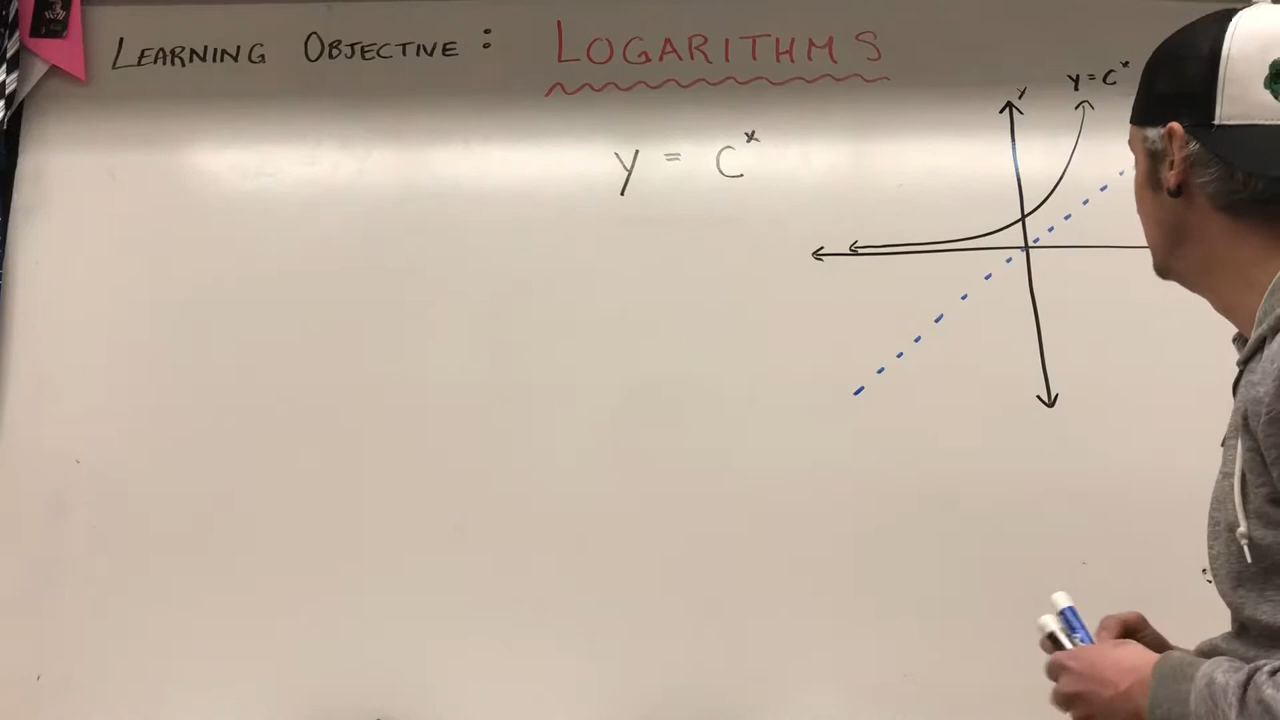 LEARNING OBJECTIVE: LOGARITHMS
y = c^x
y = c^x
y